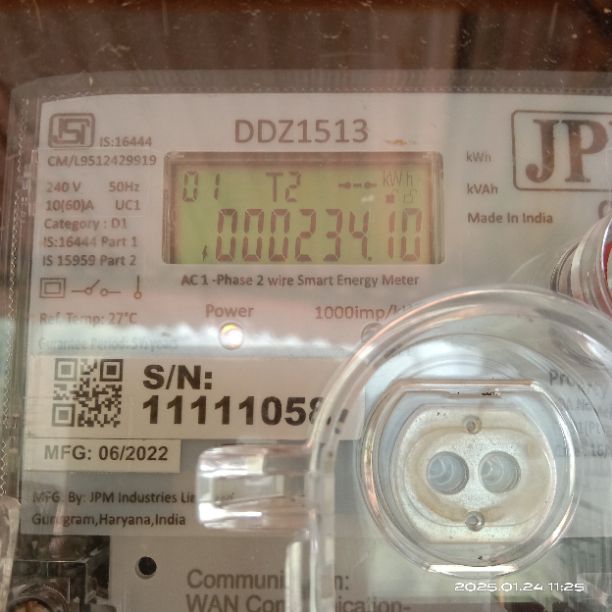 ISI IS:16444
CM/L9512429919
DDZ1513
240 V 50Hz
10(60)A UC1
Category : D1
IS:16444 Part 1
IS 15959 Part 2
01 T2 kWh
000234.10
kWh
kVAh
Made In India
JP
AC 1 -Phase 2 wire Smart Energy Meter
Ref. Temp: 27°C
Power
1000imp/k
S/N:
1111105
MFG: 06/2022
MFG By: JPM Industries
Gurugram,Haryana,India
WAN
2025.01.24 11:25